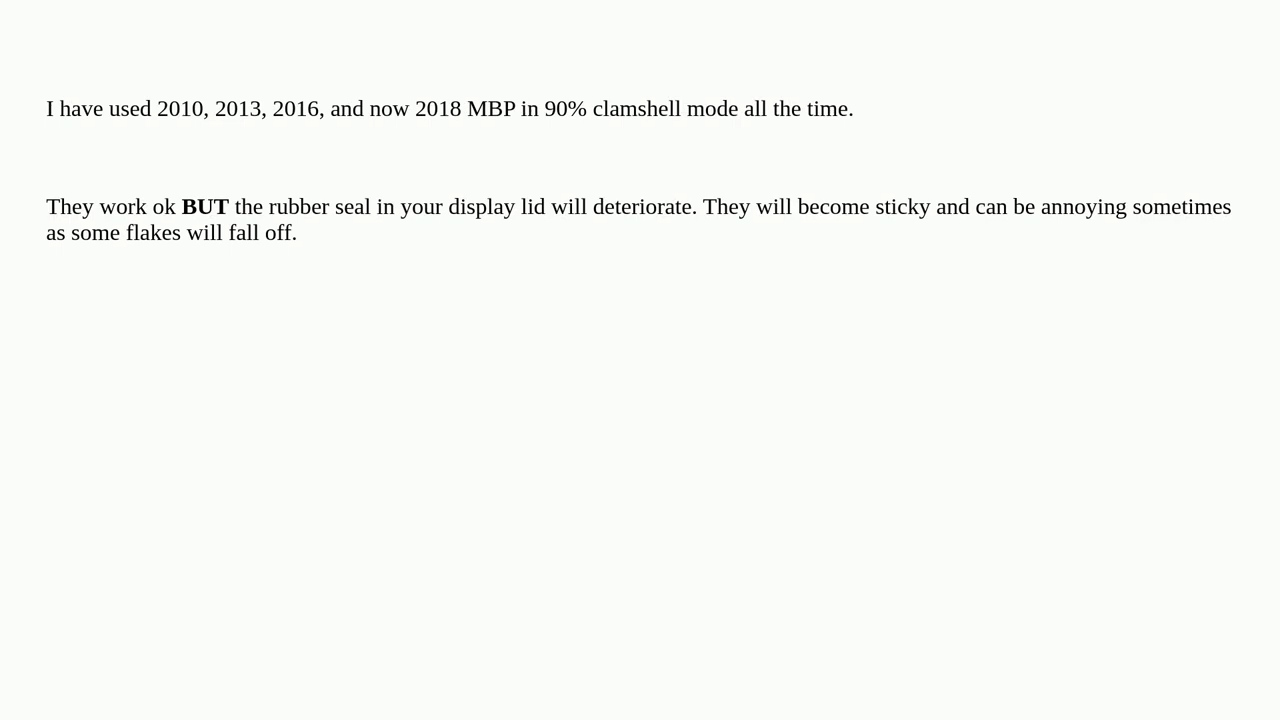 I have used 2010, 2013, 2016, and now 2018 MBP in 90% clamshell mode all the time.
They work ok BUT the rubber seal in your display lid will deteriorate. They will become sticky and can be annoying sometimes
as some flakes will fall off.